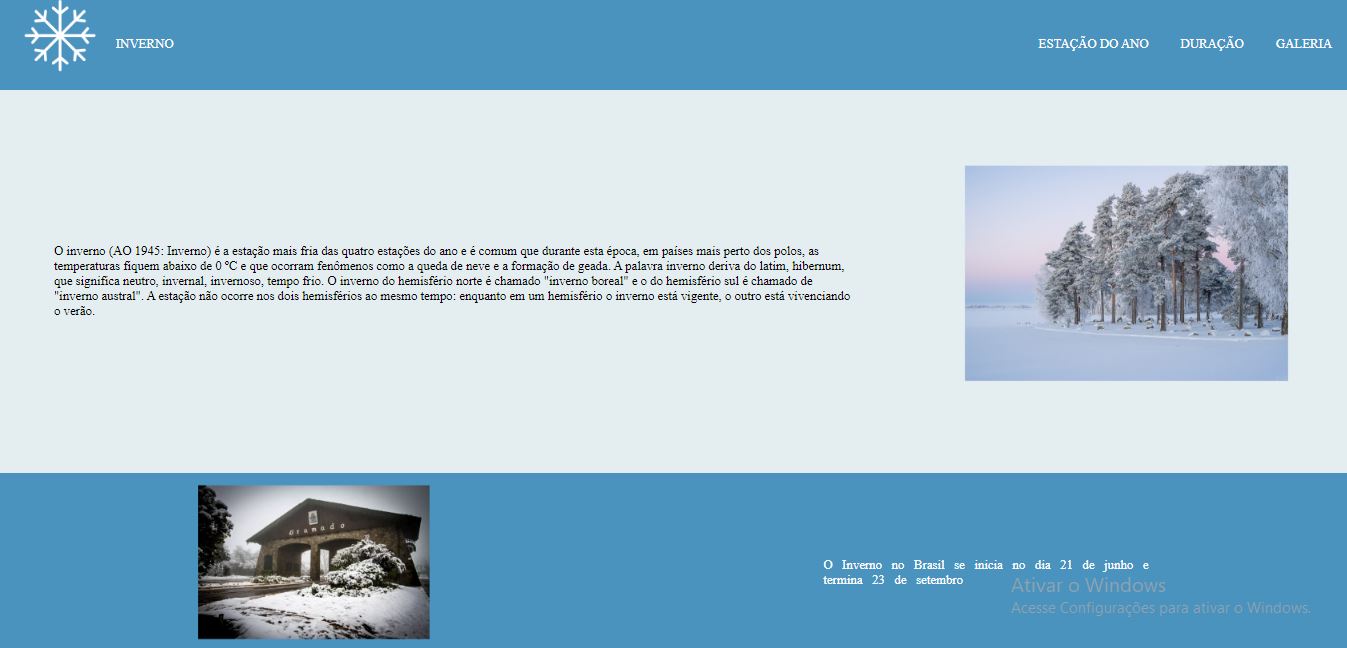 INVERNO
ESTAÇÃO DO ANO
DURAÇÃO
GALERIA
O inverno (AO 1945: Inverno) é a estação mais fria das quatro estações do ano e é comum que durante esta época, em países mais perto dos polos, as
temperaturas fiquem abaixo de 0 ºC e que ocorram fenômenos como a queda de neve e a formação de geada. A palavra inverno deriva do latim, hibernum,
que significa neutro, invernal, invernoso, tempo frio. O inverno do hemisfério norte é chamado "inverno boreal" e o do hemisfério sul é chamado de
"inverno austral". A estação não ocorre nos dois hemisférios ao mesmo tempo: enquanto em um hemisfério o inverno está vigente, o outro está vivenciando
o verão.
Gramado
O Inverno no Brasil se inicia no dia 21 de junho e
termina 23 de setembro
Ativar o Windows
Acesse Configurações para ativar o Windows.